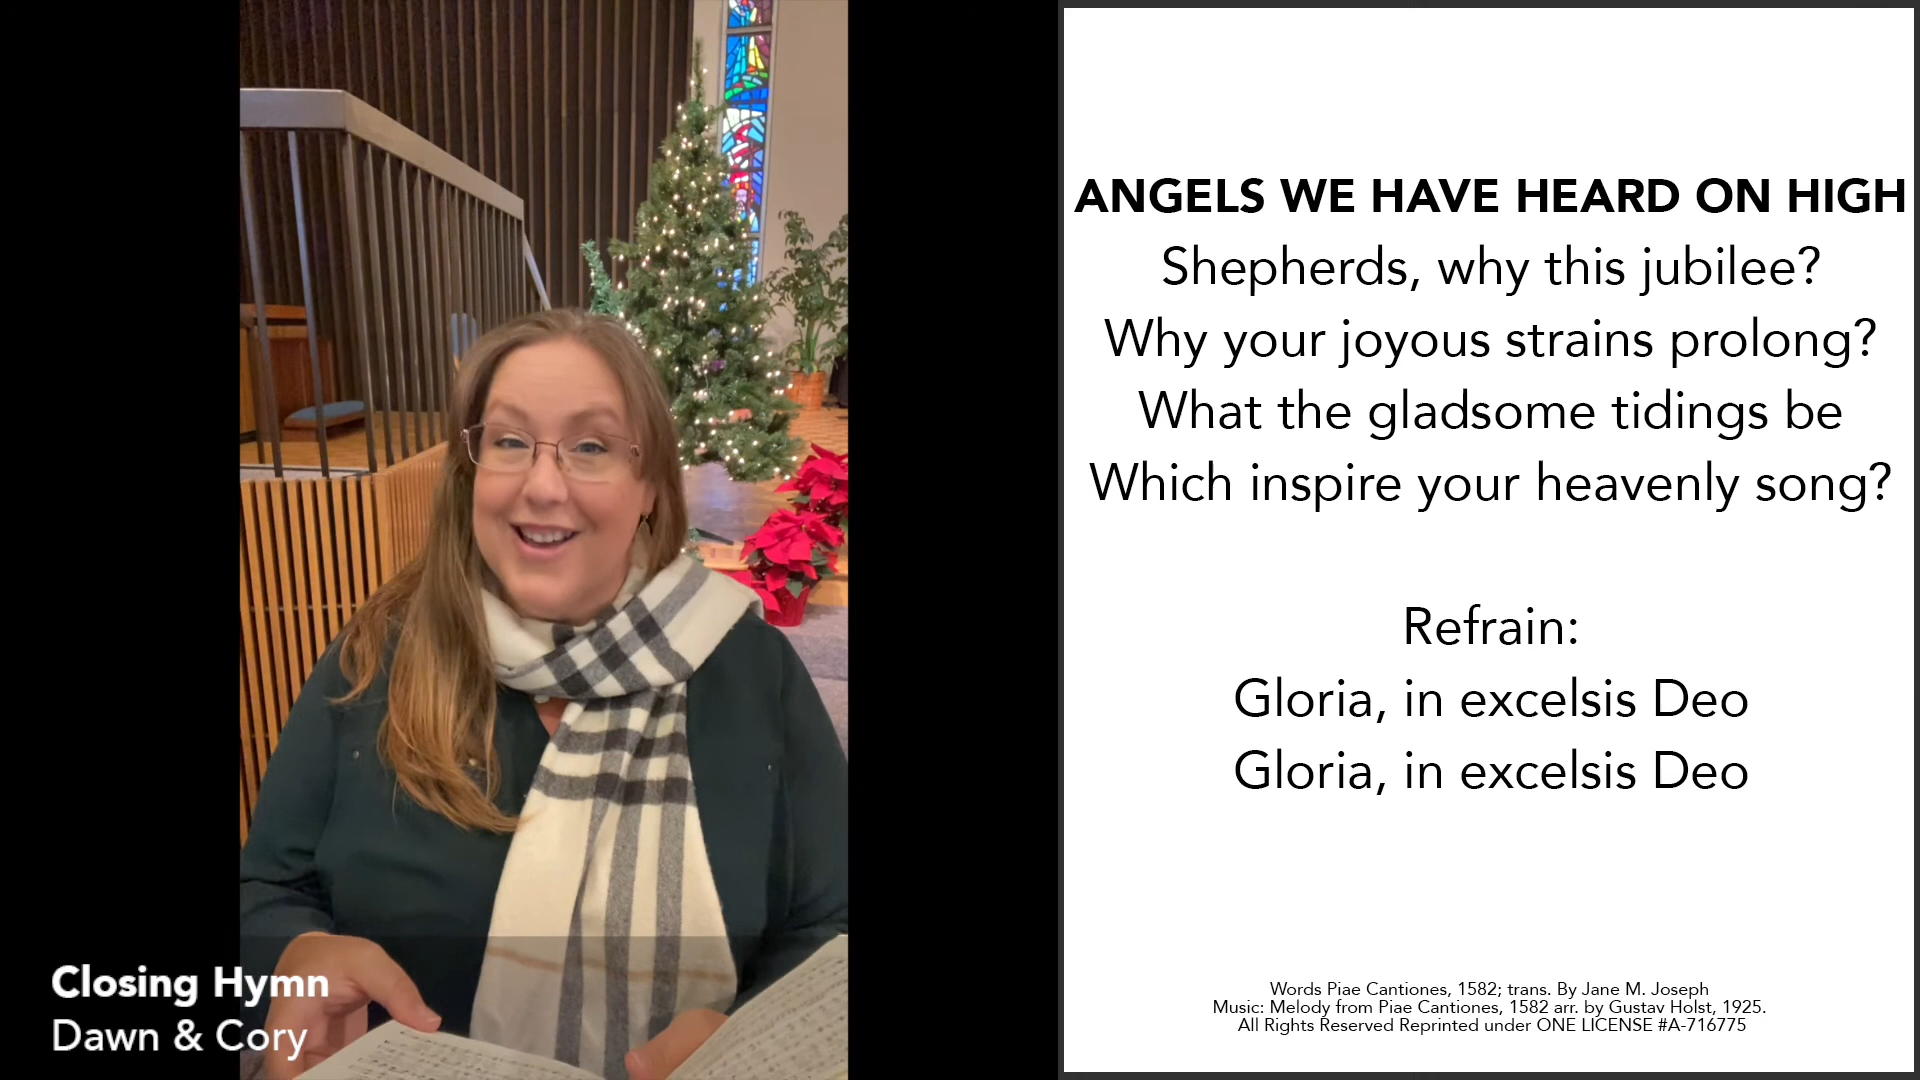 ANGELS WE HAVE HEARD ON HIGH
Shepherds, why this jubilee?
Why your joyous strains prolong?
What the gladsome tidings be
Which inspire your heavenly song?
Refrain:
Gloria, in excelsis Deo
Gloria, in excelsis Deo
Words Piae Cantiones, 1582; trans. By Jane M. Joseph
Music: Melody from Piae Cantiones, 1582 arr. by Gustav Holst, 1925.
All Rights Reserved Reprinted under ONE LICENSE #A-716775
Closing Hymn
Dawn & Cory